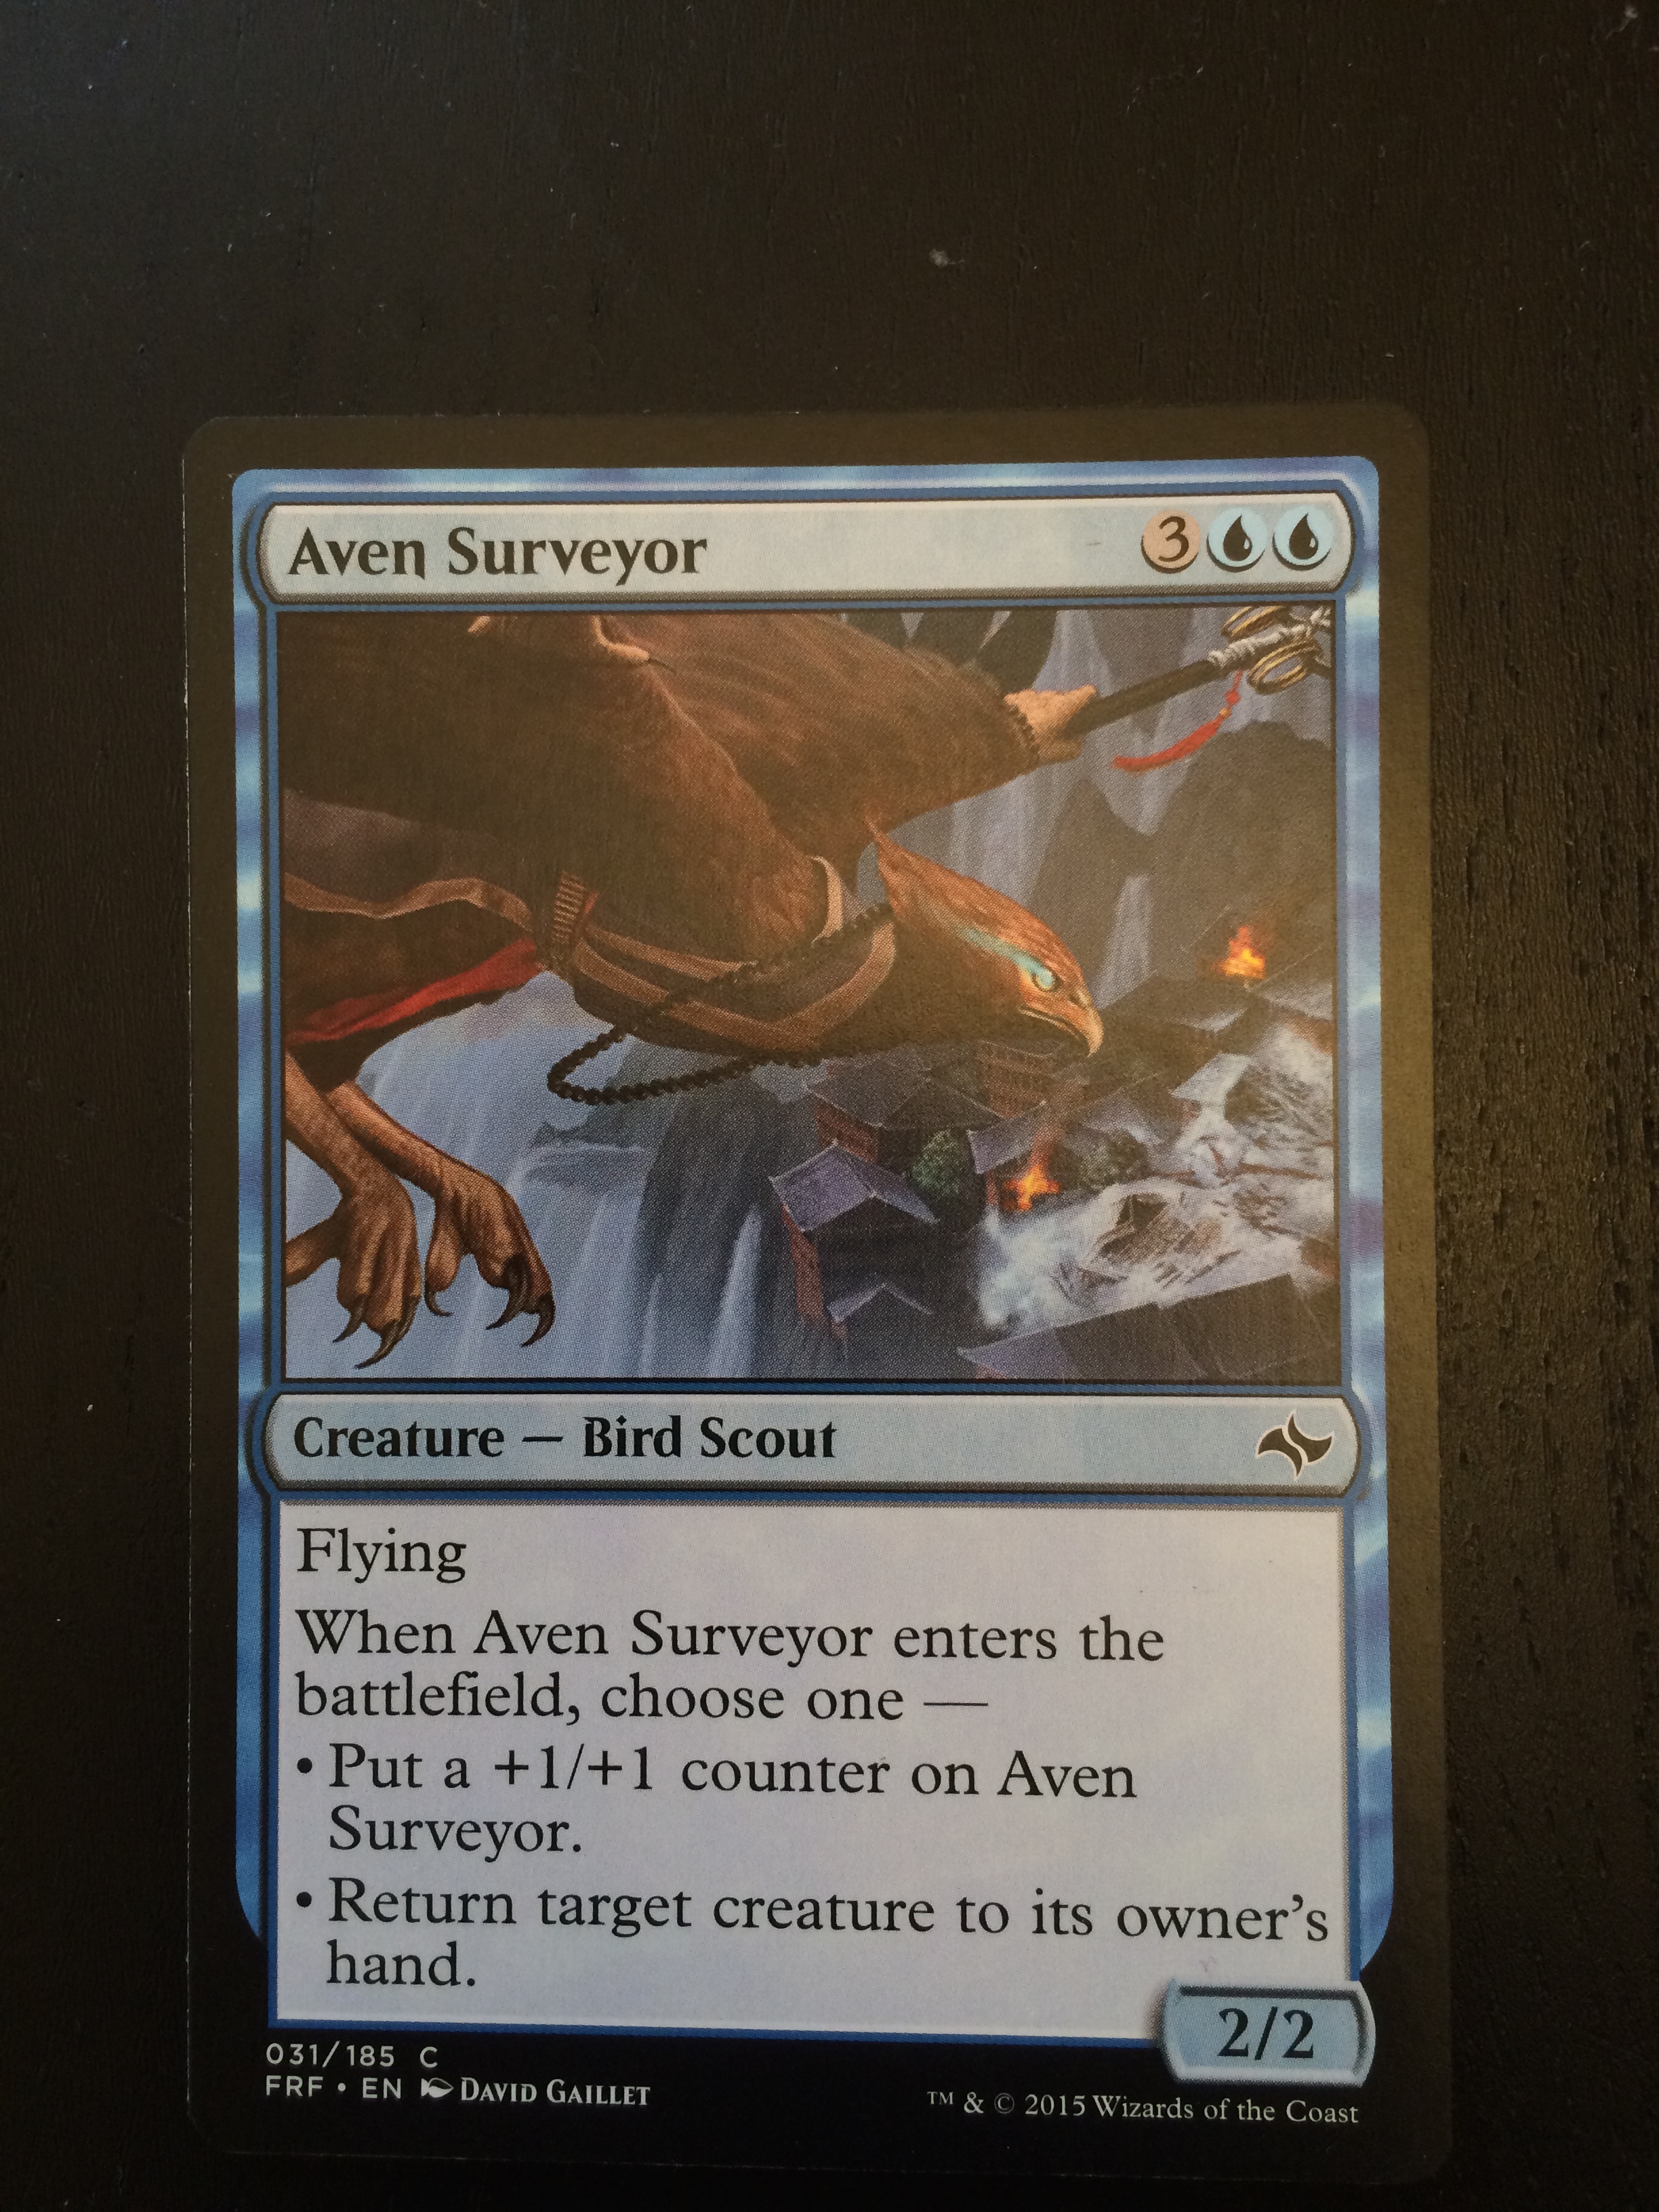 Aven Surveyor 3
Creature — Bird Scout
Flying
When Aven Surveyor enters the
battlefield, choose one —
• Put a +1/+1 counter on Aven
Surveyor.
• Return target creature to its owner's
hand.
2/2
031/185 C
FRF • EN DAVID GAILLET
™ & © 2015 Wizards of the Coast